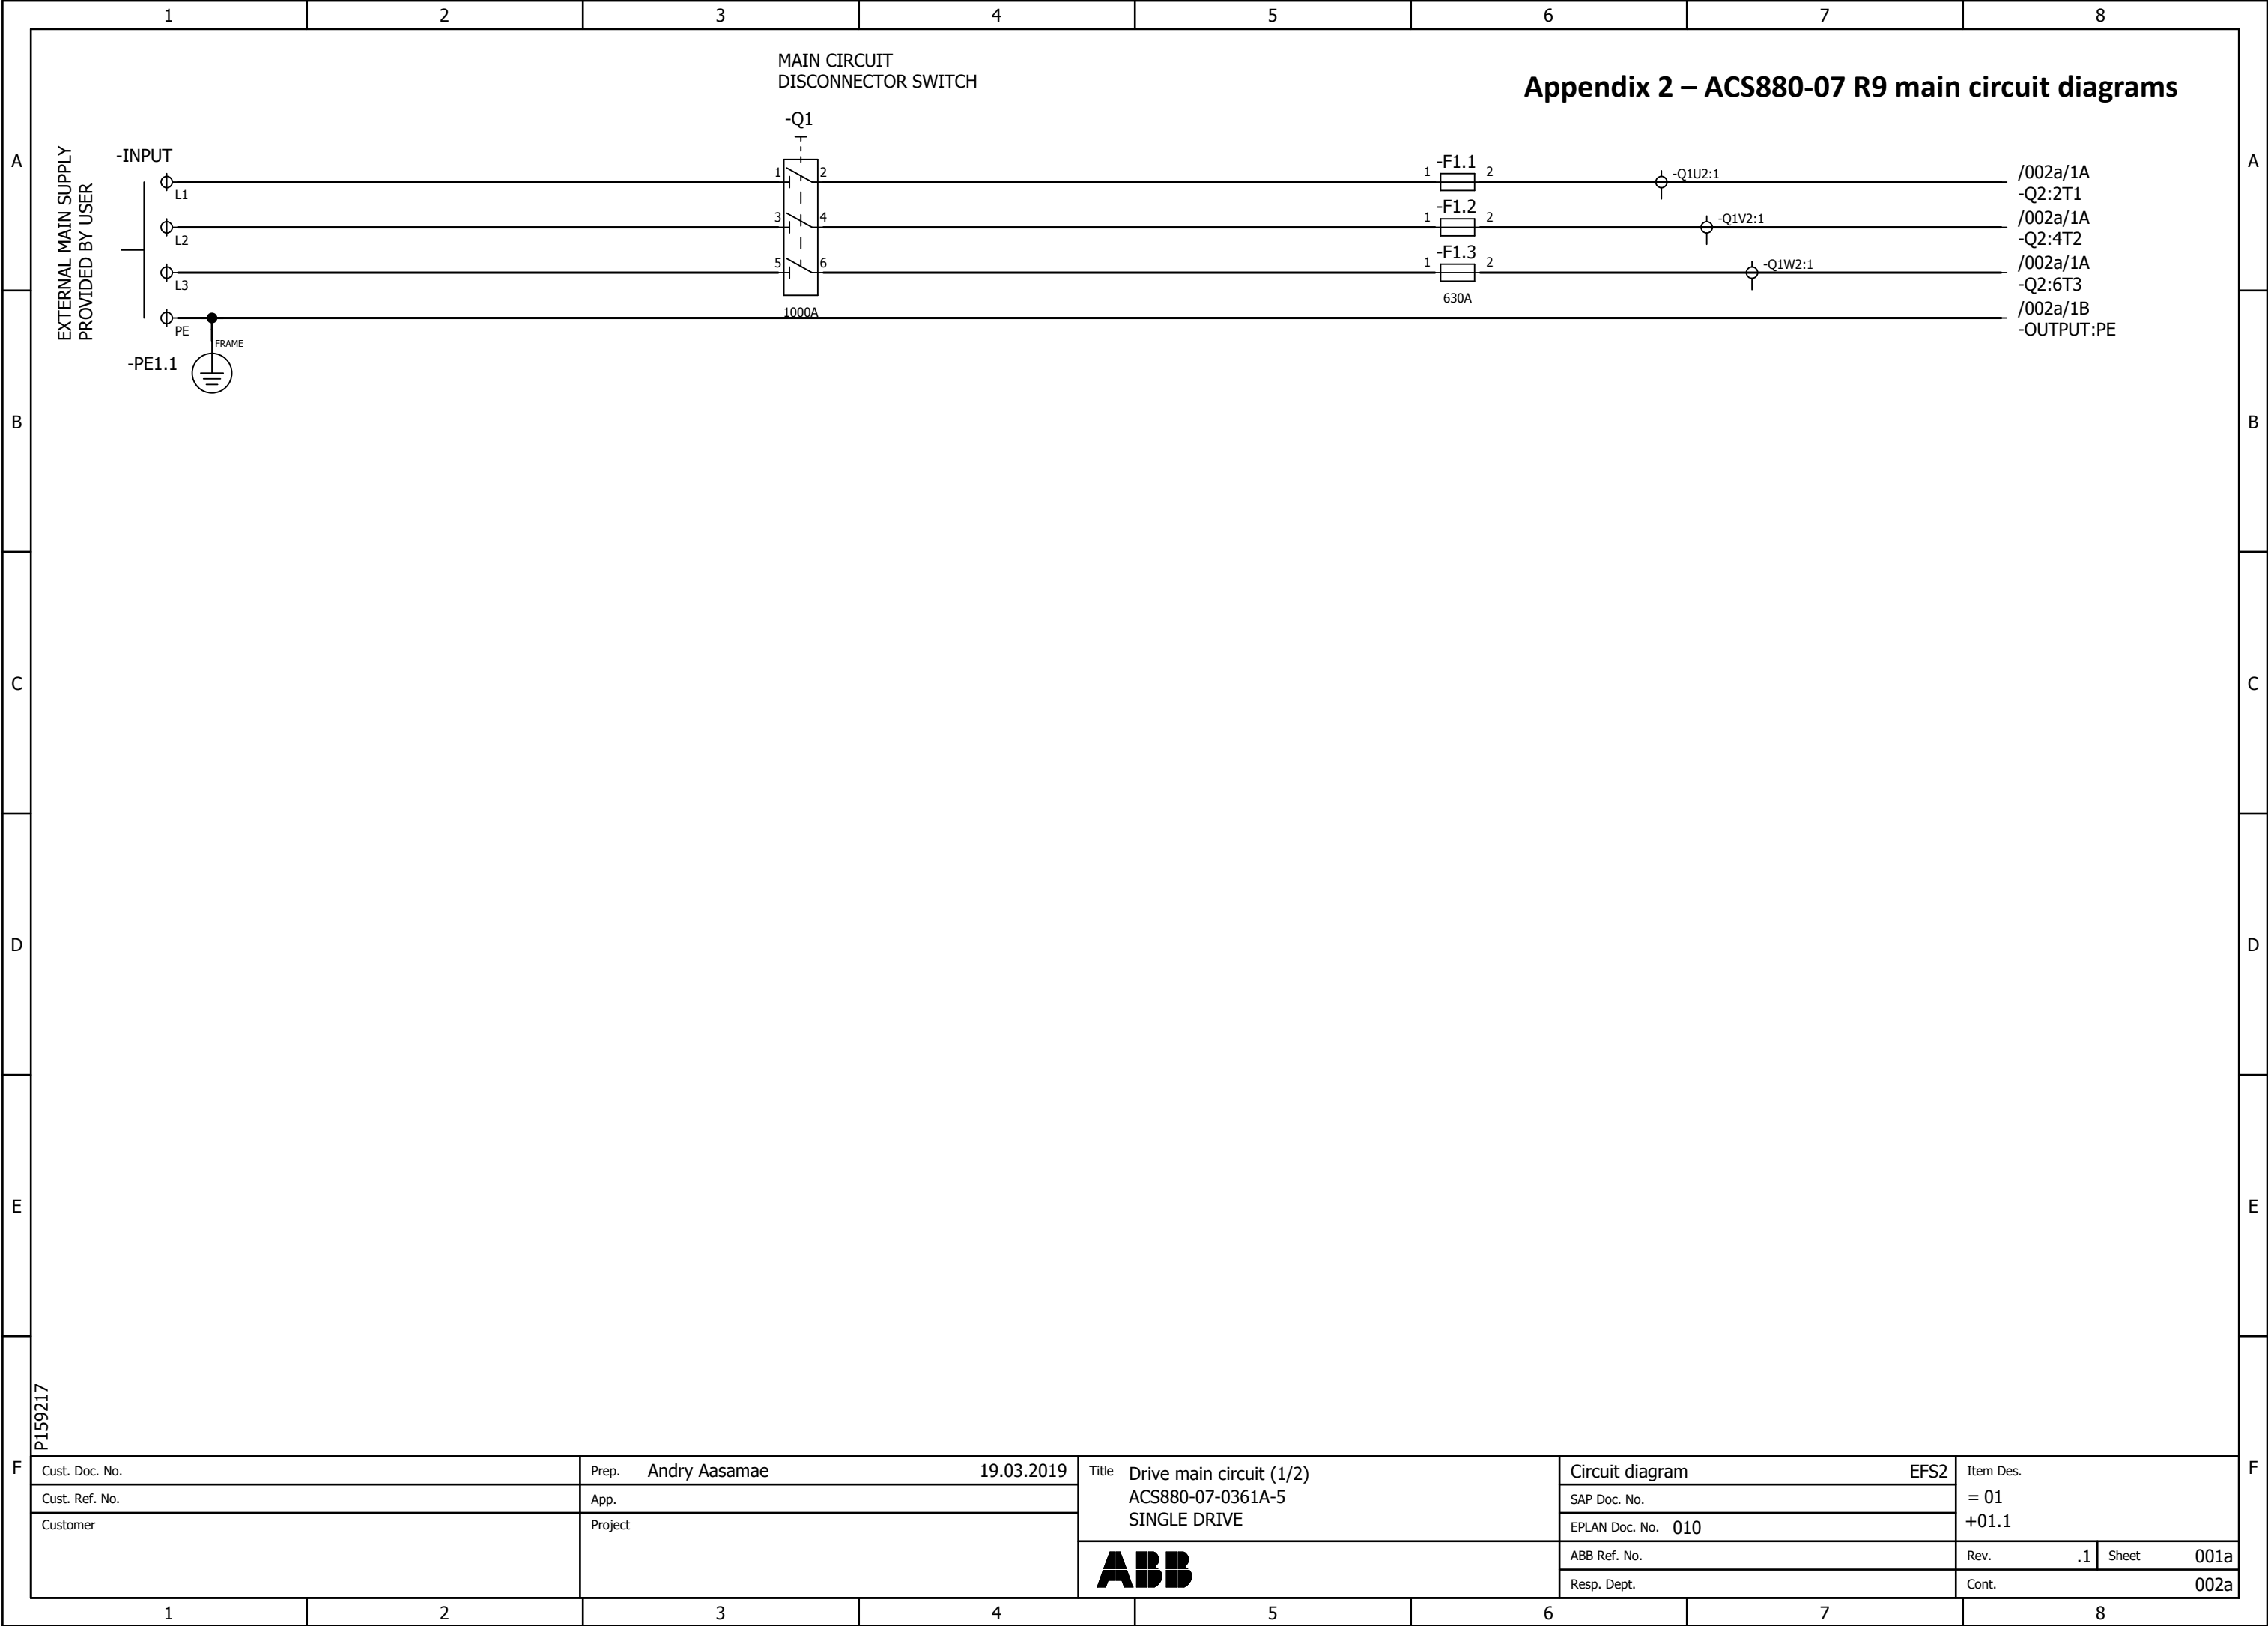 1 2 3 4 5 6 7 8
MAIN CIRCUIT
DISCONNECTOR SWITCH
Appendix 2 – ACS880-07 R9 main circuit diagrams
-Q1
A
EXTERNAL MAIN SUPPLY
PROVIDED BY USER
-INPUT
L1
1 2
-F1.1
1 2
-Q1U2:1
/002a/1A
-Q2:2T1
A
L2
3 4
-F1.2
1 2
-Q1V2:1
/002a/1A
-Q2:4T2
L3
5 6
-F1.3
1 2
630A
-Q1W2:1
/002a/1A
-Q2:6T3
1000A
PE
/002a/1B
-OUTPUT:PE
FRAME
-PE1.1
B B
C C
D D
E E
P159217
F F
Cust. Doc. No.
Cust. Ref. No.
Customer
Prep. Andry Aasamae 19.03.2019
App.
Project
Title Drive main circuit (1/2)
ACS880-07-0361A-5
SINGLE DRIVE
ABB
Circuit diagram EFS2
SAP Doc. No.
EPLAN Doc. No. 010
ABB Ref. No.
Resp. Dept.
Item Des.
= 01
+01.1
Rev. .1 Sheet 001a
Cont. 002a
1 2 3 4 5 6 7 8